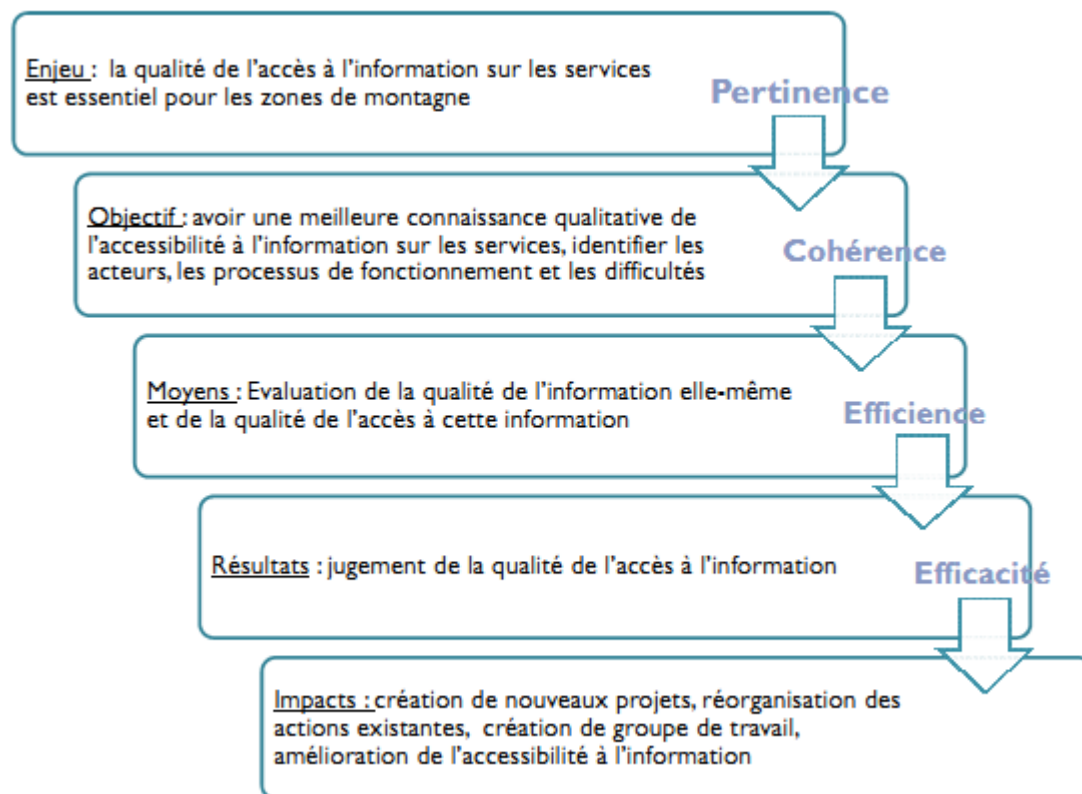 Enjeu : la qualité de l'accès à l'information sur les services
est essentiel pour les zones de montagne
Pertinence
Objectif : avoir une meilleure connaissance qualitative de
l'accessibilité à l'information sur les services, identifier les
acteurs, les processus de fonctionnement et les difficultés
Cohérence
Moyens : Evaluation de la qualité de l'information elle-même
et de la qualité de l'accès à cette information
Efficience
Résultats : jugement de la qualité de l'accès à l'information
Efficacité
Impacts : création de nouveaux projets, réorganisation des
actions existantes, création de groupe de travail,
amélioration de l'accessibilité à l'information